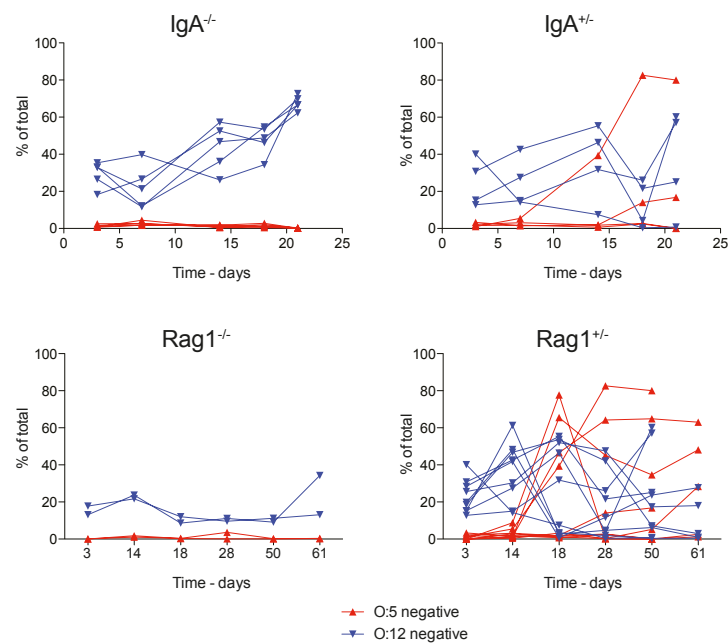 IgA-/-
IgA+/-
% of total
100
80
60
40
20
0
0 5 10 15 20 25
Time - days
% of total
100
80
60
40
20
0
0 5 10 15 20 25
Time - days
Rag1-/-
Rag1+/-
% of total
100
80
60
40
20
0
3 14 18 28 50 61
Time - days
% of total
100
80
60
40
20
0
3 14 18 28 50 61
Time - days
O:5 negative
O:12 negative